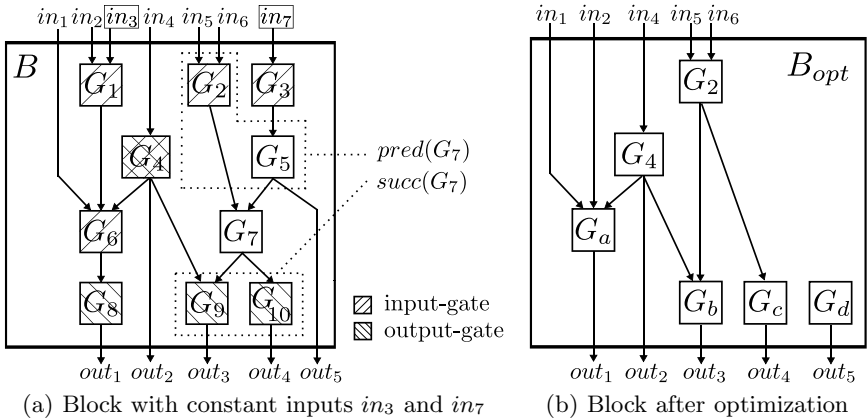 in1 in2 in3 in4 in5 in6 in7
B
G1 G2 G3
G4 G5
pred(G7)
succ(G7)
G6 G7
G8 G9 G10
input-gate
output-gate
out1 out2 out3 out4 out5
(a) Block with constant inputs in3 and in7
in1 in2 in4 in5 in6
Bopt
G2
G4
Ga
Gb Gc Gd
out1 out2 out3 out4 out5
(b) Block after optimization